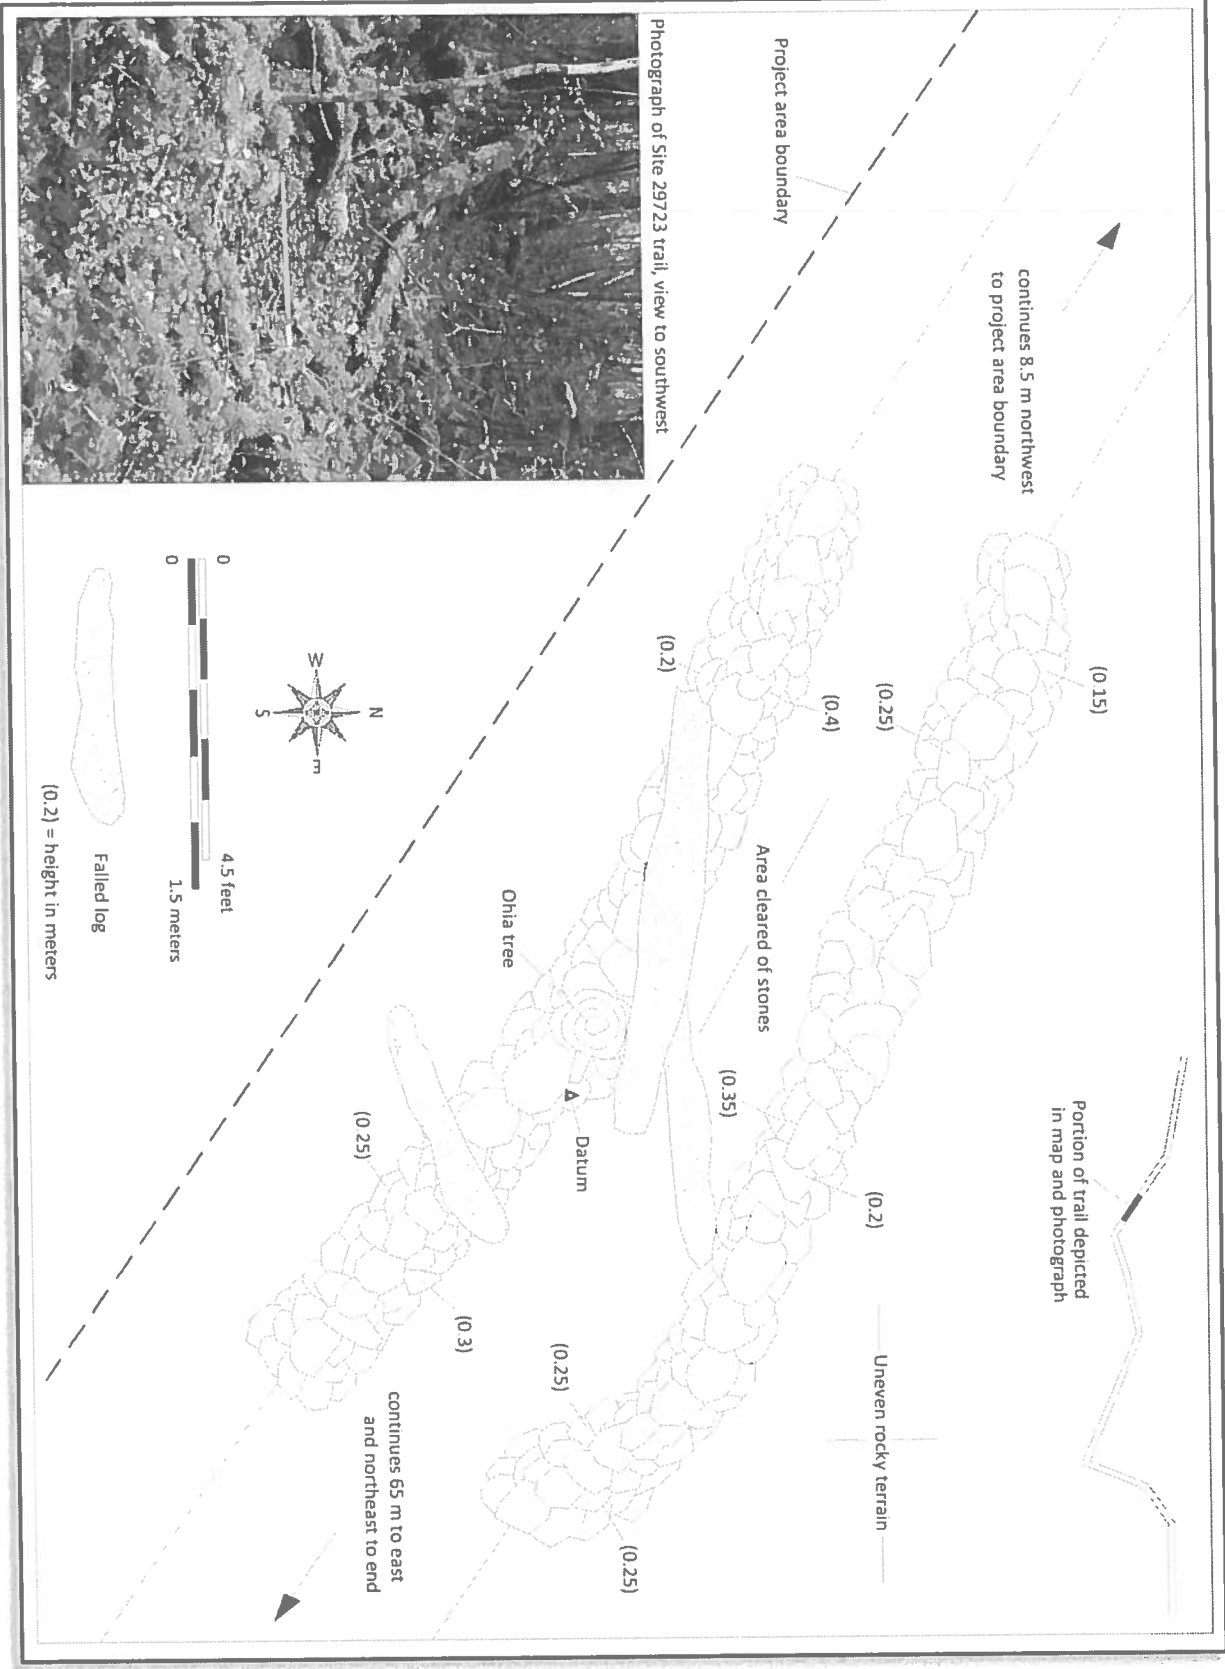 Portion of trail depicted
in map and photograph
continues 8.5 m northwest
to project area boundary
(0.15)
Uneven rocky terrain
(0.25)
(0.2)
(0.4)
Project area boundary
Area cleared of stones
(0.35)
(0.2)
(0.25)
(0.25)
Photograph of Site 29723 trail, view to southwest
Datum
Ohia tree
(0.3)
(0.25)
continues 65 m to east
and northeast to end
N
W
E
S
0
4.5 feet
0
1.5 meters
Falled log
(0.2) = height in meters